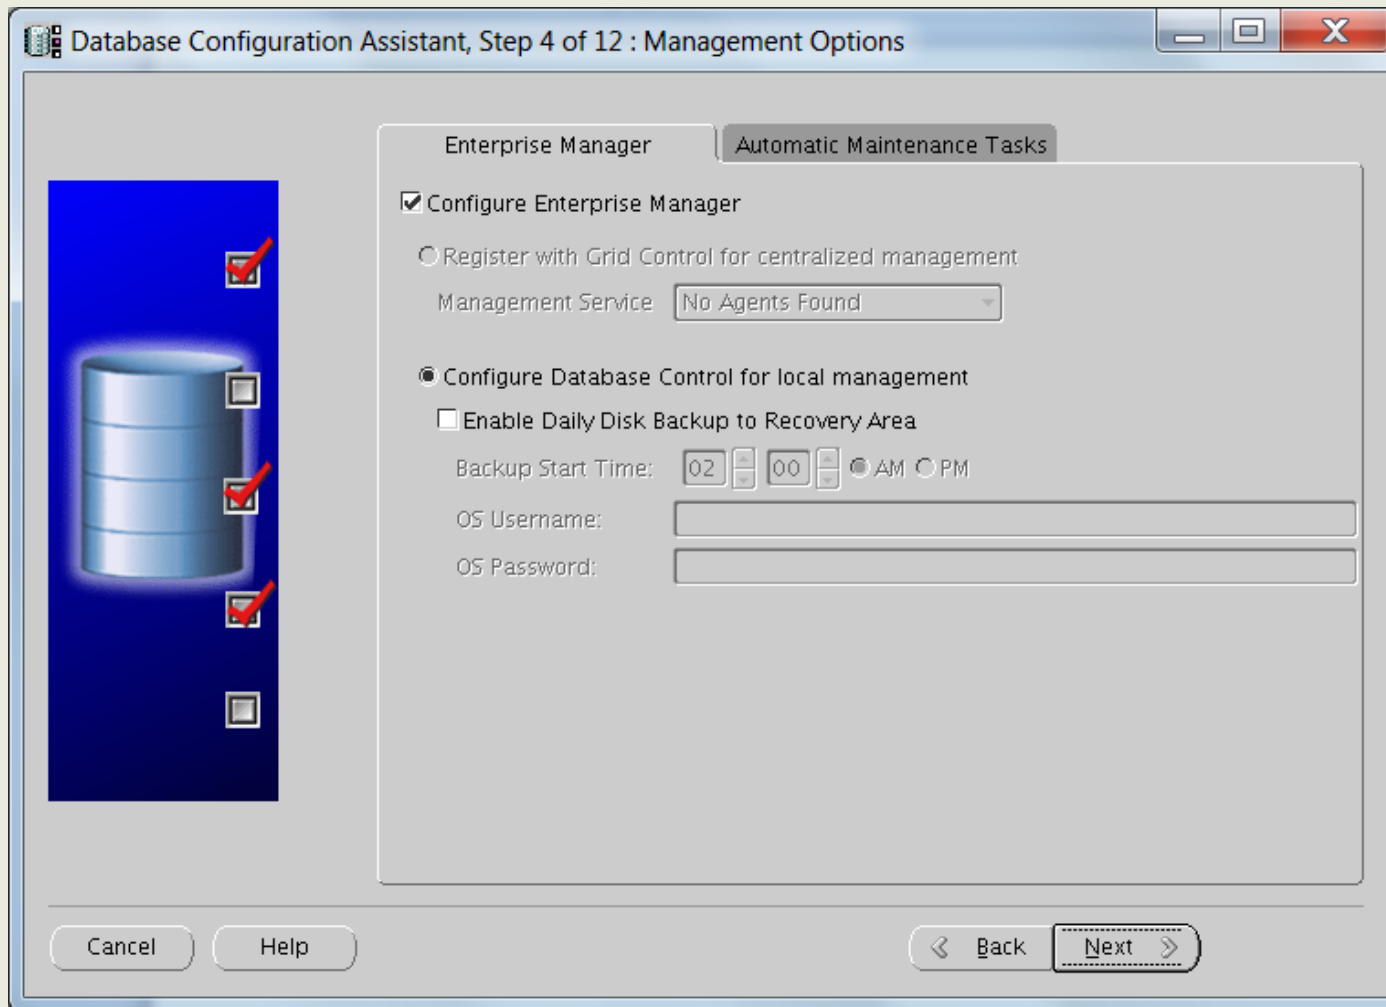 Database Configuration Assistant, Step 4 of 12 : Management Options
Enterprise Manager
Automatic Maintenance Tasks
Configure Enterprise Manager
Register with Grid Control for centralized management
Management Service No Agents Found
Configure Database Control for local management
Enable Daily Disk Backup to Recovery Area
Backup Start Time: 02 00 AM PM
OS Username:
OS Password:
Cancel Help Back Next